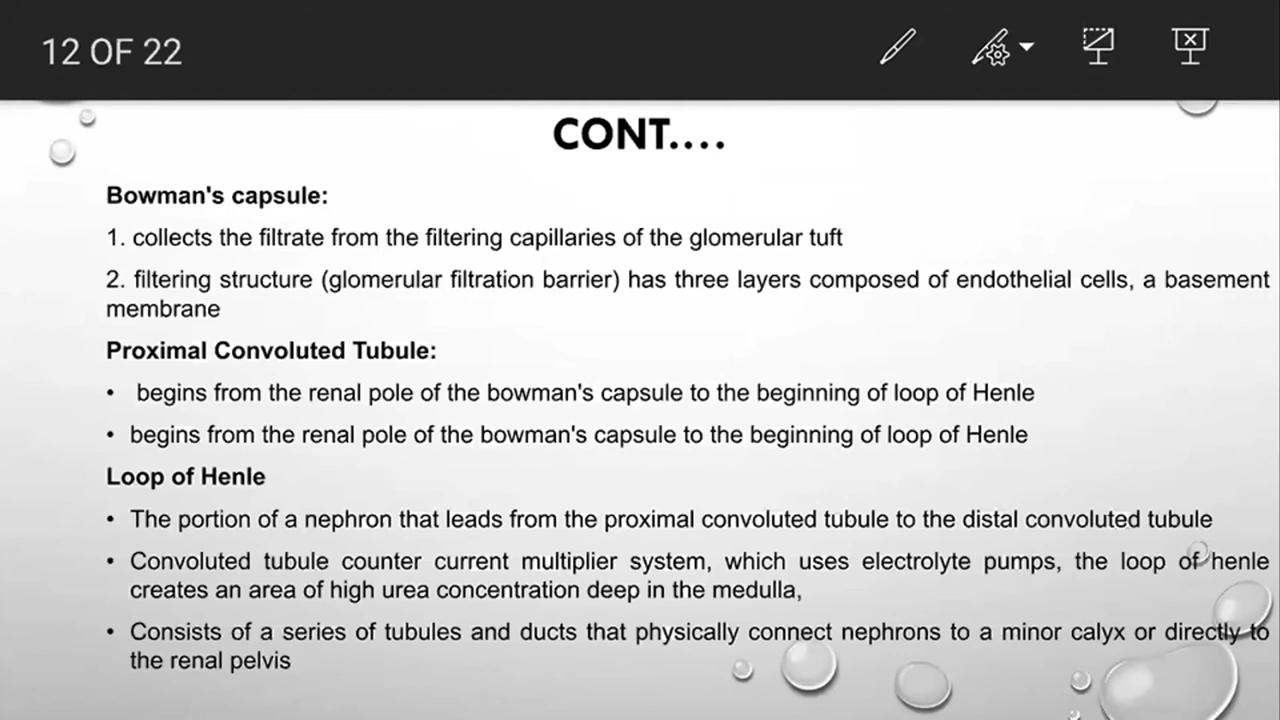 12 OF 22
CONT....
Bowman's capsule:
1. collects the filtrate from the filtering capillaries of the glomerular tuft
2. filtering structure (glomerular filtration barrier) has three layers composed of endothelial cells, a basement
membrane
Proximal Convoluted Tubule:
• begins from the renal pole of the bowman's capsule to the beginning of loop of Henle
• begins from the renal pole of the bowman's capsule to the beginning of loop of Henle
Loop of Henle
• The portion of a nephron that leads from the proximal convoluted tubule to the distal convoluted tubule
• Convoluted tubule counter current multiplier system, which uses electrolyte pumps, the loop of henle
creates an area of high urea concentration deep in the medulla,
• Consists of a series of tubules and ducts that physically connect nephrons to a minor calyx or directly to
the renal pelvis